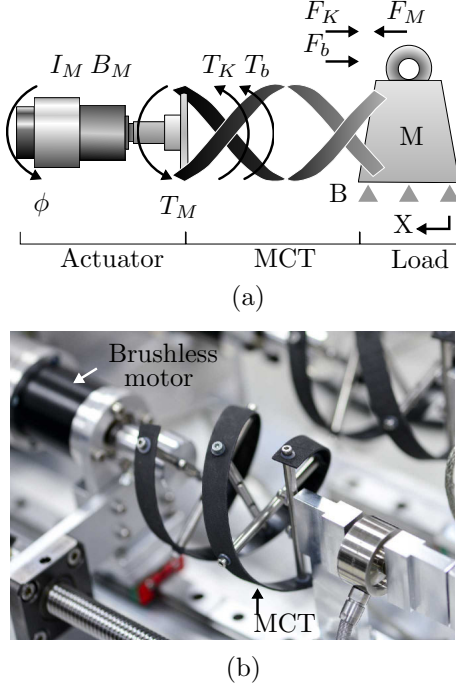 F_K F_M
F_b
I_M B_M
T_K T_b
M
ϕ
T_M
B
X
Actuator MCT Load
(a)
Brushless
motor
MCT
(b)